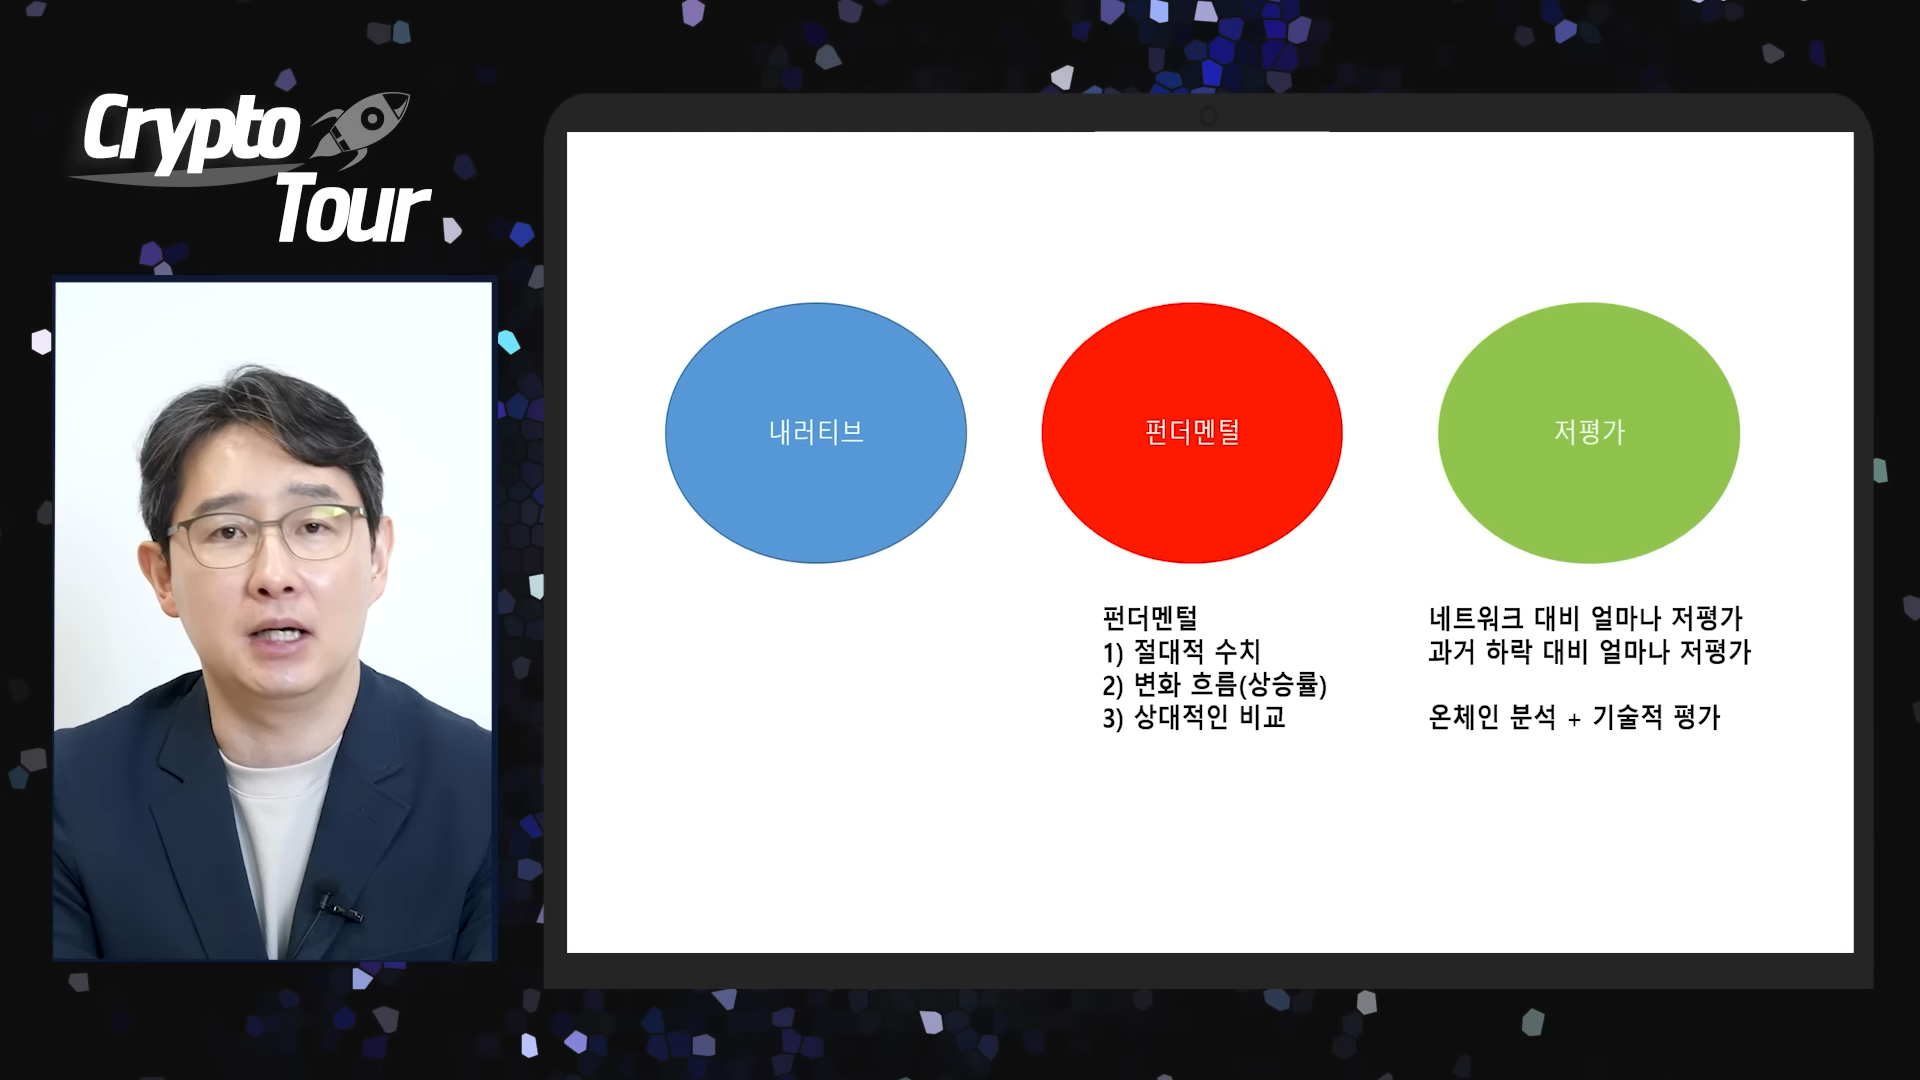 Crypto
Tour
내러티브
펀더멘털
저평가
펀더멘털
1) 절대적 수치
2) 변화 흐름(상승률)
3) 상대적인 비교
네트워크 대비 얼마나 저평가
과거 하락 대비 얼마나 저평가
온체인 분석 + 기술적 평가